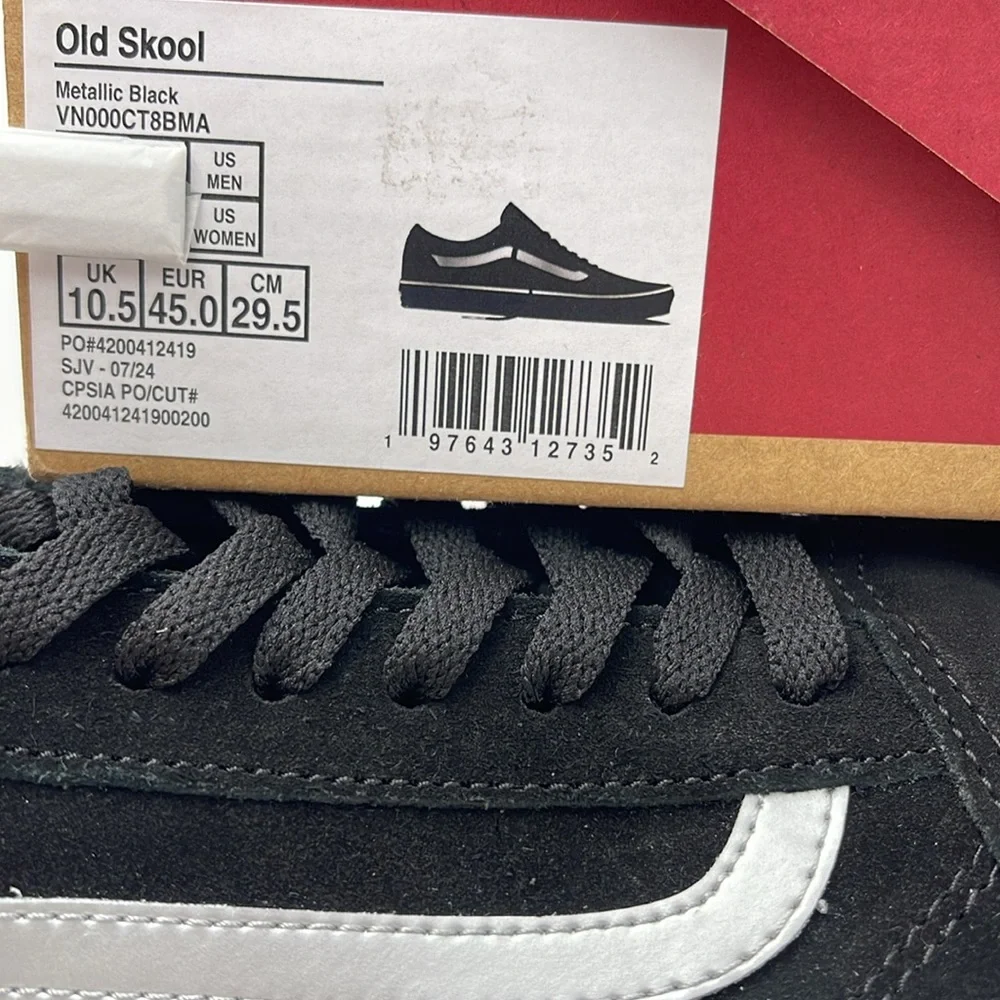 Old Skool
Metallic Black
VN000CT8BMA
US
MEN
US
WOMEN
UK EUR CM
10.5 45.0 29.5
PO#4200412419
SJV - 07/24
CPSIA PO/CUT#
420041241900200
1 97643 12735 2